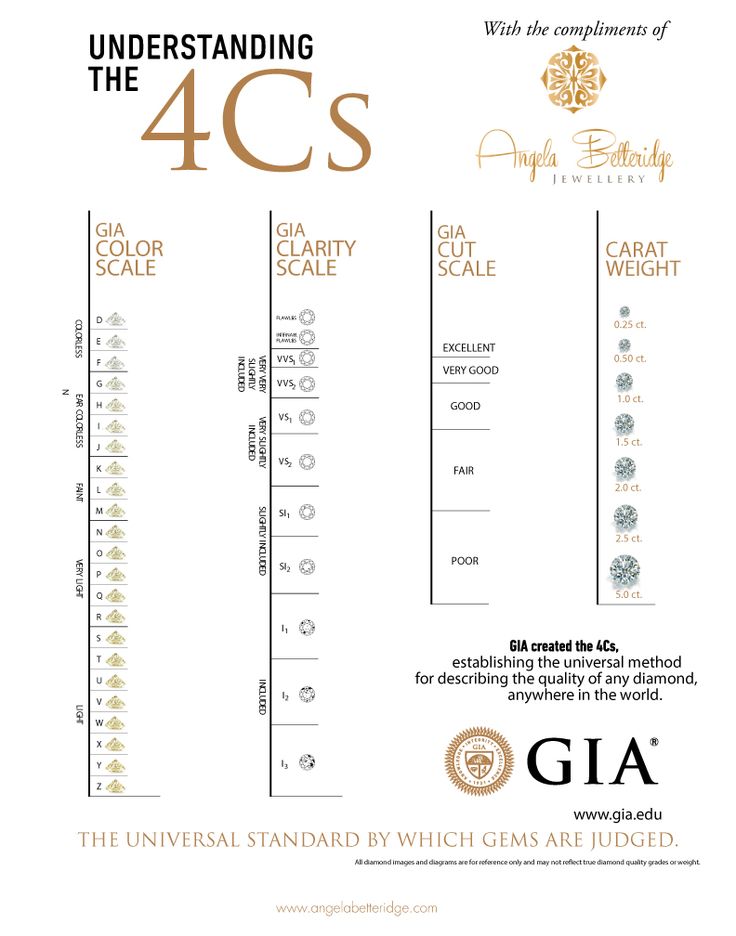 UNDERSTANDING
THE
4Cs
With the compliments of
Angela Betteridge
JEWELLERY
GIA
COLOR
SCALE
COLORLESS
N
EAR COLORLESS
FAINT
VERY LIGHT
LIGHT
D
E
F
G
H
I
J
K
L
M
N
O
P
Q
R
S
T
U
V
W
X
Y
Z
GIA
CLARITY
SCALE
FLAWLESS
INTERNALLY
FLAWLESS
VERY VERY
SLIGHTLY
INCLUDED
VVS1
VVS2
VERY SLIGHTLY
INCLUDED
VS1
VS2
SLIGHTLY INCLUDED
SI1
SI2
INCLUDED
I1
I2
I3
GIA
CUT
SCALE
EXCELLENT
VERY GOOD
GOOD
FAIR
POOR
CARAT
WEIGHT
0.25 ct.
0.50 ct.
1.0 ct.
1.5 ct.
2.0 ct.
2.5 ct.
5.0 ct.
GIA created the 4Cs,
establishing the universal method
for describing the quality of any diamond,
anywhere in the world.
KNOWLEDGE • INTEGRITY • EXCELLENCE
GIA
1931
GIA®
www.gia.edu
THE UNIVERSAL STANDARD BY WHICH GEMS ARE JUDGED.
All diamond images and diagrams are for reference only and may not reflect true diamond quality grades or weight.
www.angelabetteridge.com